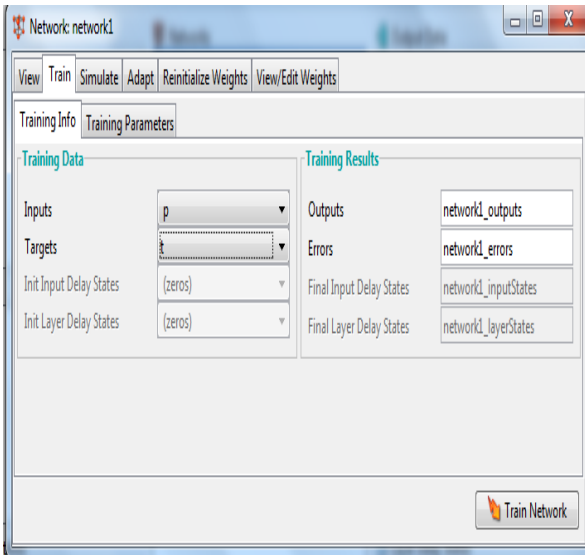 Network: network1
View Train Simulate Adapt Reinitialize Weights View/Edit Weights
Training Info Training Parameters
Training Data
Inputs p
Targets t
Init Input Delay States (zeros)
Init Layer Delay States (zeros)
Training Results
Outputs network1_outputs
Errors network1_errors
Final Input Delay States network1_inputStates
Final Layer Delay States network1_layerStates
Train Network